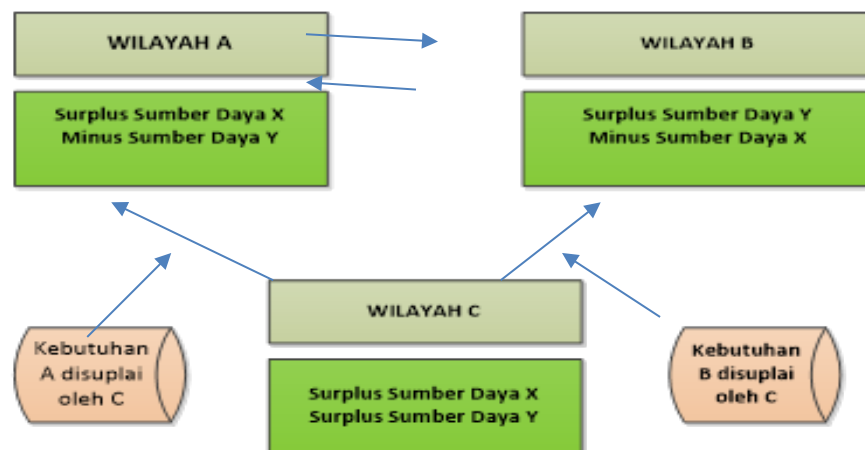 WILAYAH A
WILAYAH B
Surplus Sumber Daya X
Minus Sumber Daya Y
Surplus Sumber Daya Y
Minus Sumber Daya X
WILAYAH C
Kebutuhan
A disuplai
oleh C
Surplus Sumber Daya X
Surplus Sumber Daya Y
Kebutuhan
B disuplai
oleh C